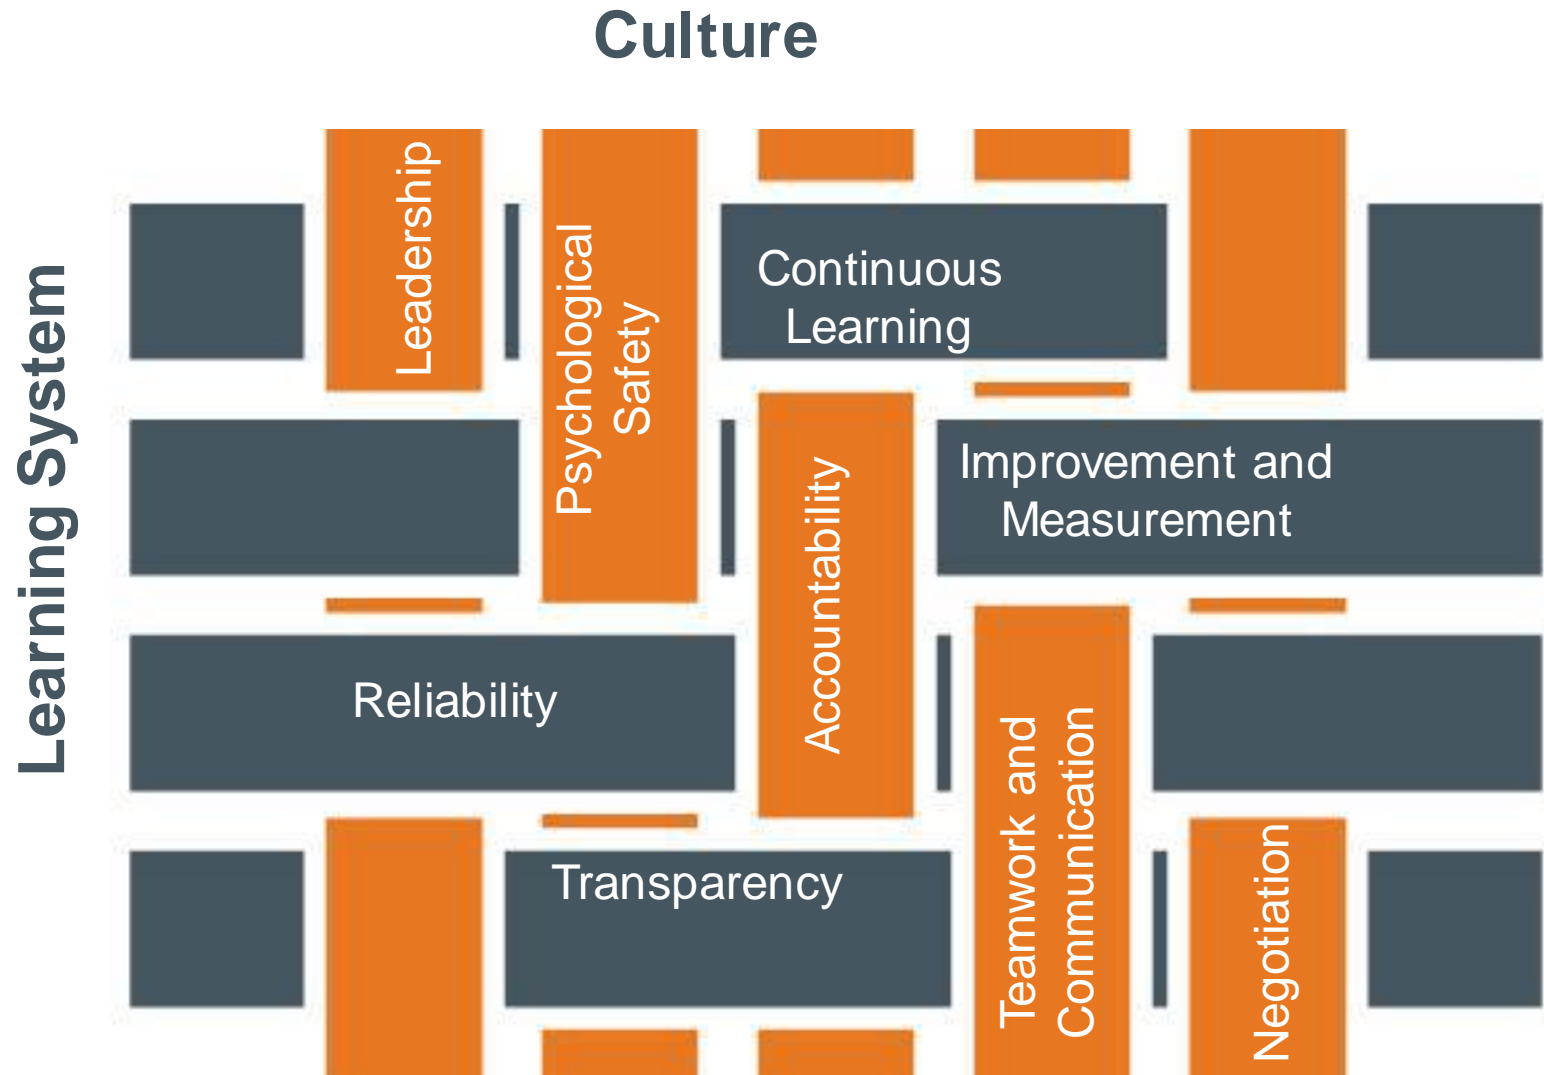 Culture
Learning System
Leadership
Psychological
Safety
Continuous
Learning
Improvement and
Measurement
Accountability
Reliability
Teamwork and
Communication
Transparency
Negotiation